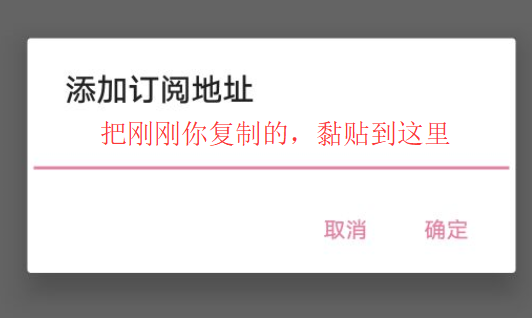 添加订阅地址
把刚刚你复制的，黏贴到这里
取消 确定